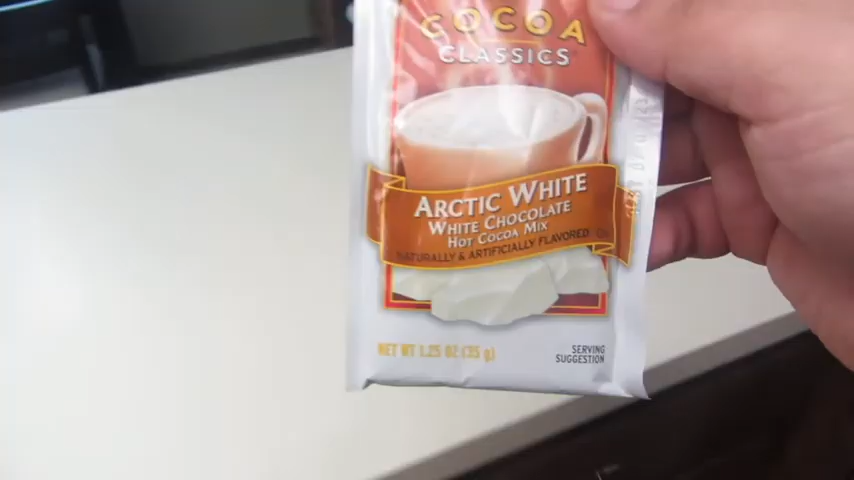 COCOA
CLASSICS
ARCTIC WHITE
WHITE CHOCOLATE
HOT COCOA MIX
NATURALLY & ARTIFICIALLY FLAVORED
NET WT 1.25 OZ (35 g)
SERVING
SUGGESTION